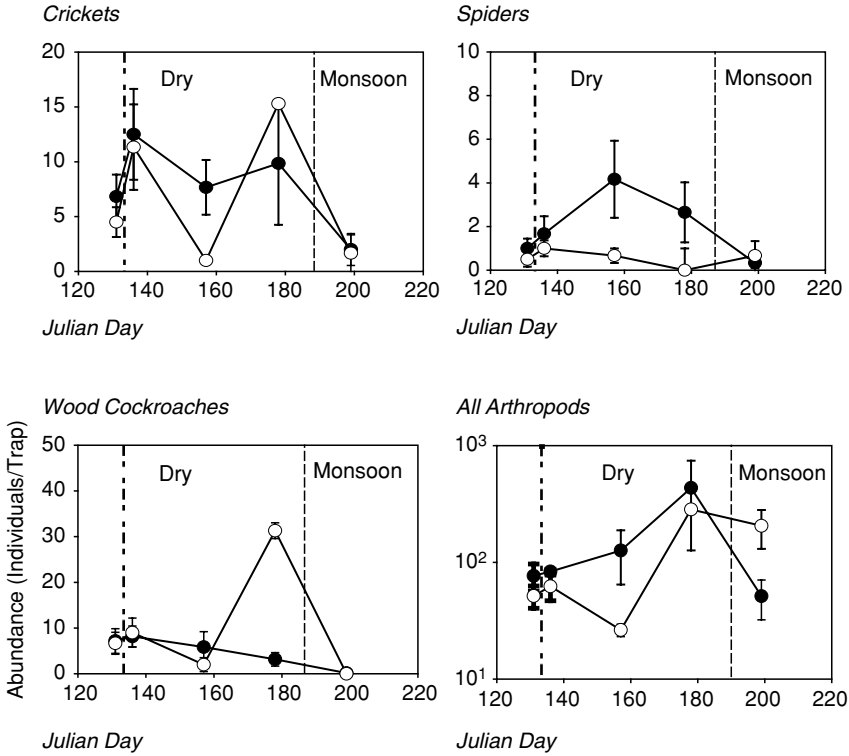 Crickets
20
15
10
5
0
Dry
Monsoon
120 140 160 180 200 220
Julian Day
Spiders
10
8
6
4
2
0
Dry
Monsoon
120 140 160 180 200 220
Julian Day
Wood Cockroaches
Abundance (Individuals/Trap)
50
40
30
20
10
0
Dry
Monsoon
120 140 160 180 200 220
Julian Day
All Arthropods
10³
10²
10¹
Dry
Monsoon
120 140 160 180 200 220
Julian Day